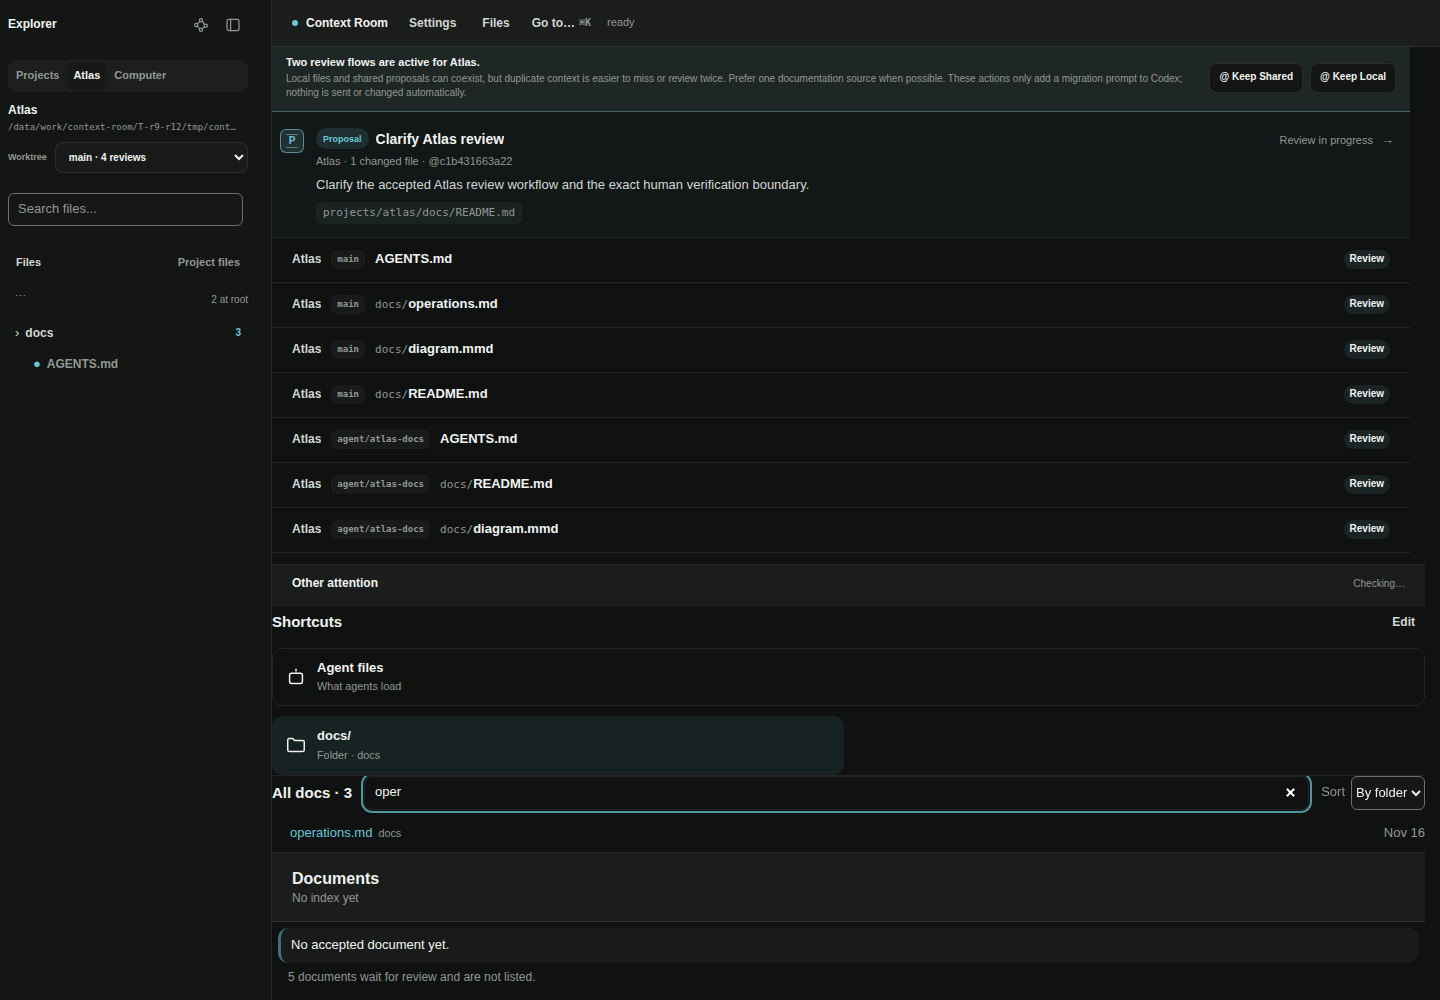 Explorer
Projects Atlas Computer
Atlas
/data/work/context-room/T-r9-r12/tmp/cont…
Worktree main · 4 reviews
Search files...
Files Project files
... 2 at root
› docs 3
AGENTS.md
Context Room Settings Files Go to… ⌘K ready
Two review flows are active for Atlas.
Local files and shared proposals can coexist, but duplicate context is easier to miss or review twice. Prefer one documentation source when possible. These actions only add a migration prompt to Codex;
nothing is sent or changed automatically.
@ Keep Shared @ Keep Local
P Proposal Clarify Atlas review Review in progress →
Atlas · 1 changed file · @c1b431663a22
Clarify the accepted Atlas review workflow and the exact human verification boundary.
projects/atlas/docs/README.md
Atlas main AGENTS.md Review
Atlas main docs/operations.md Review
Atlas main docs/diagram.mmd Review
Atlas main docs/README.md Review
Atlas agent/atlas-docs AGENTS.md Review
Atlas agent/atlas-docs docs/README.md Review
Atlas agent/atlas-docs docs/diagram.mmd Review
Other attention Checking…
Shortcuts Edit
Agent files
What agents load
docs/
Folder · docs
All docs · 3 oper × Sort By folder
operations.md docs Nov 16
Documents
No index yet
No accepted document yet.
5 documents wait for review and are not listed.